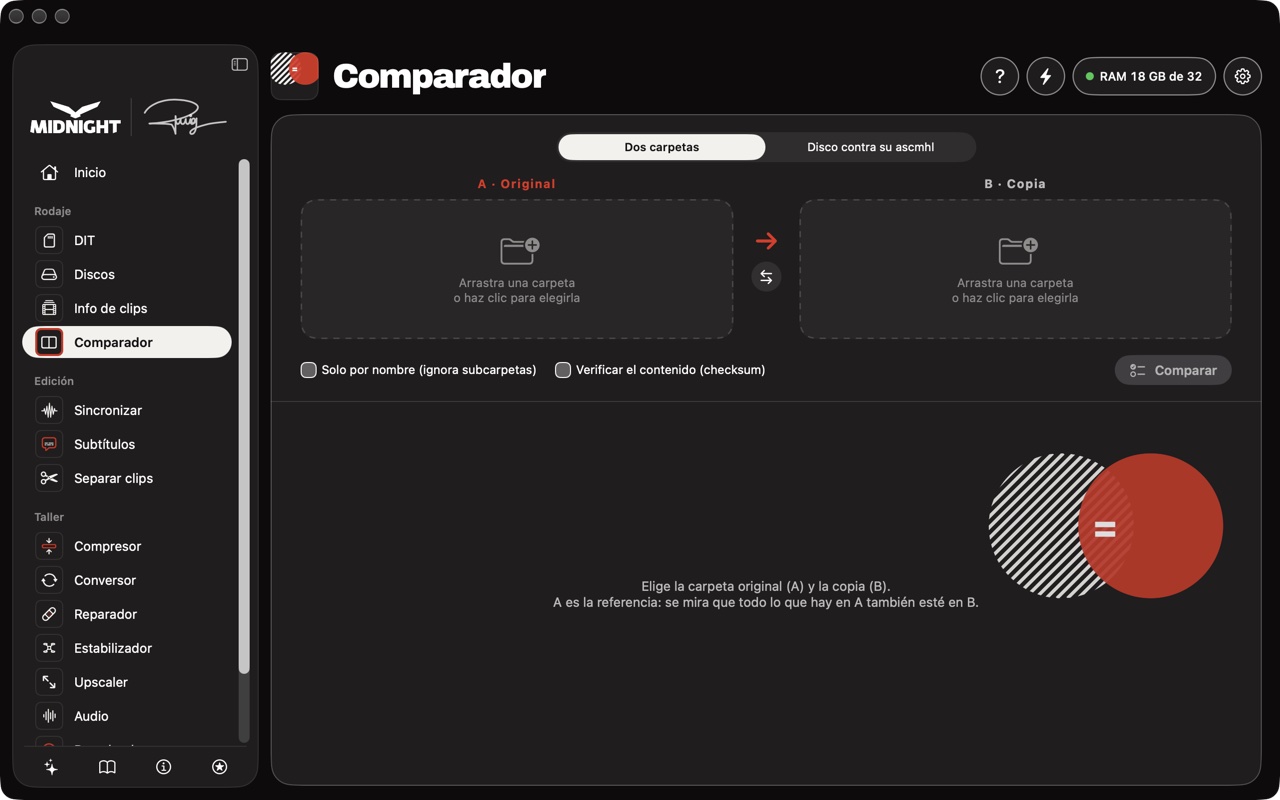 MIDNIGHT
Puig
Inicio
Rodaje
DIT
Discos
Info de clips
Comparador
Edición
Sincronizar
Subtítulos
Separar clips
Taller
Compresor
Conversor
Reparador
Estabilizador
Upscaler
Audio
Comparador
?
RAM 18 GB de 32
Dos carpetas
Disco contra su ascmhl
A · Original
B · Copia
Arrastra una carpeta
o haz clic para elegirla
Arrastra una carpeta
o haz clic para elegirla
Solo por nombre (ignora subcarpetas)
Verificar el contenido (checksum)
Comparar
=
Elige la carpeta original (A) y la copia (B).
A es la referencia: se mira que todo lo que hay en A también esté en B.